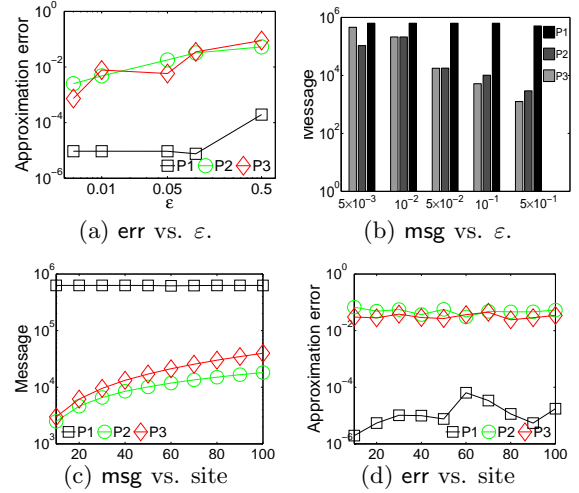 10^0
10^-2
10^-4
10^-6
Approximation error
0.01 0.05 0.5
ε
P1 P2 P3
(a) err vs. ε.
10^6
10^4
10^2
10^0
Message
P1
P2
P3
5×10^-3 10^-2 5×10^-2 10^-1 5×10^-1
(b) msg vs. ε.
10^6
10^5
10^4
10^3
Message
20 40 60 80 100
P1 P2 P3
(c) msg vs. site
10^0
10^-2
10^-4
10^-6
Approximation error
20 40 60 80 100
P1 P2 P3
(d) err vs. site